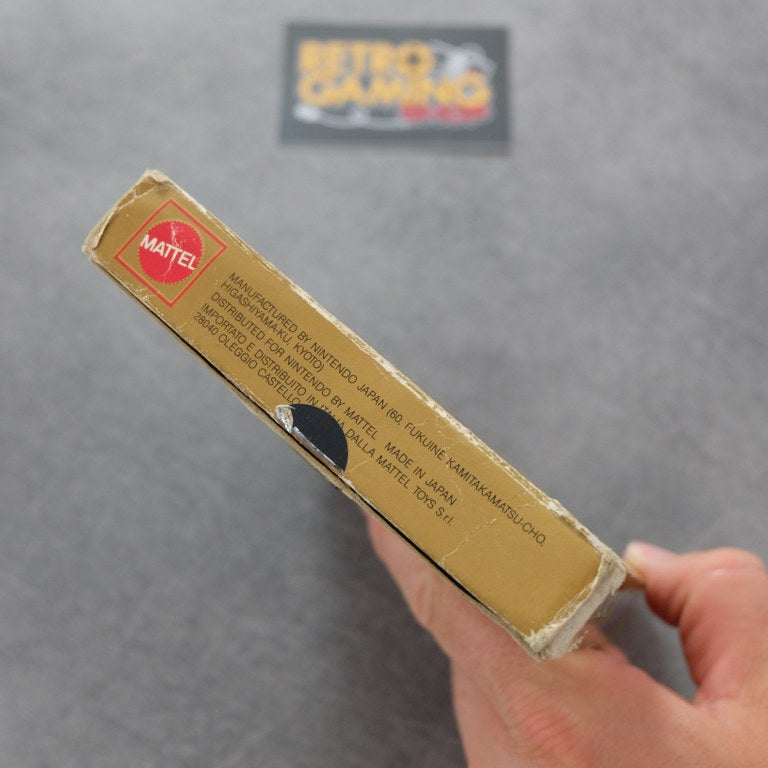 RETRO
GAMING
MATTEL
MANUFACTURED BY NINTENDO JAPAN (60, FUKUINE KAMITAKAMATSU-CHO,
HIGASHIYAMA-KU, KYOTO)
DISTRIBUTED FOR NINTENDO BY MATTEL MADE IN JAPAN
IMPORTATO E DISTRIBUITO IN ITALIA DALLA MATTEL TOYS S.r.l.
28040 OLEGGIO CASTELLO